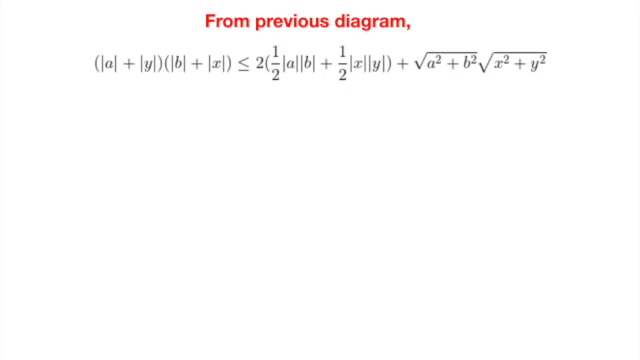 From previous diagram,
(|a| + |y|)(|b| + |x|) ≤ 2(½|a||b| + ½|x||y|) + √(a² + b²)√(x² + y²)